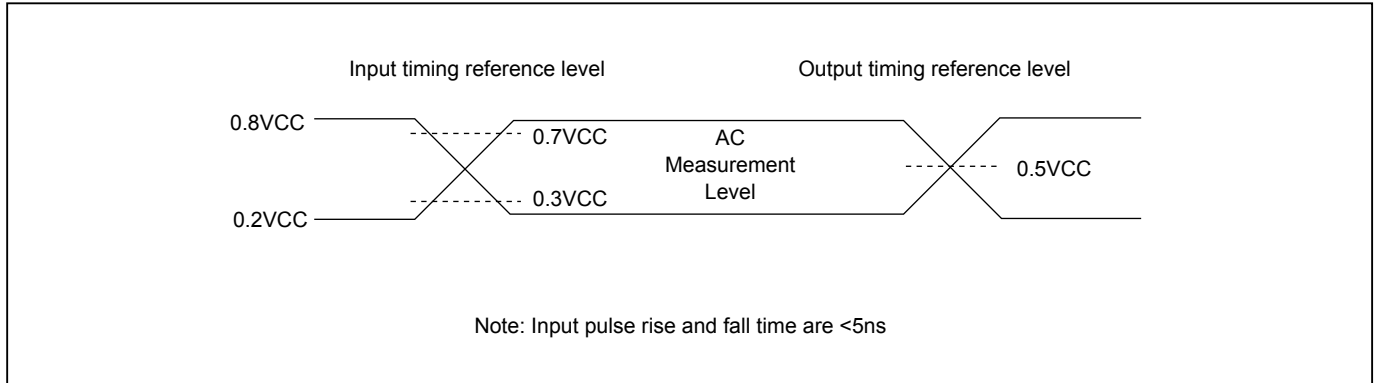 Input timing reference level
Output timing reference level
0.8VCC
0.7VCC
AC
Measurement
Level
0.5VCC
0.3VCC
0.2VCC
Note: Input pulse rise and fall time are <5ns